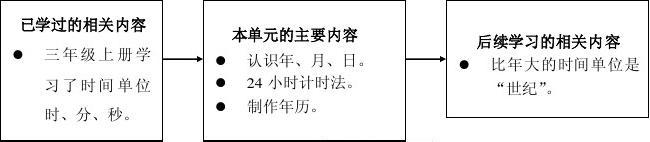 已学过的相关内容
● 三年级上册学
习了时间单位
时、分、秒。
本单元的主要内容
● 认识年、月、日。
● 24 小时计时法。
● 制作年历。
后续学习的相关内容
● 比年大的时间单位是
“世纪”。